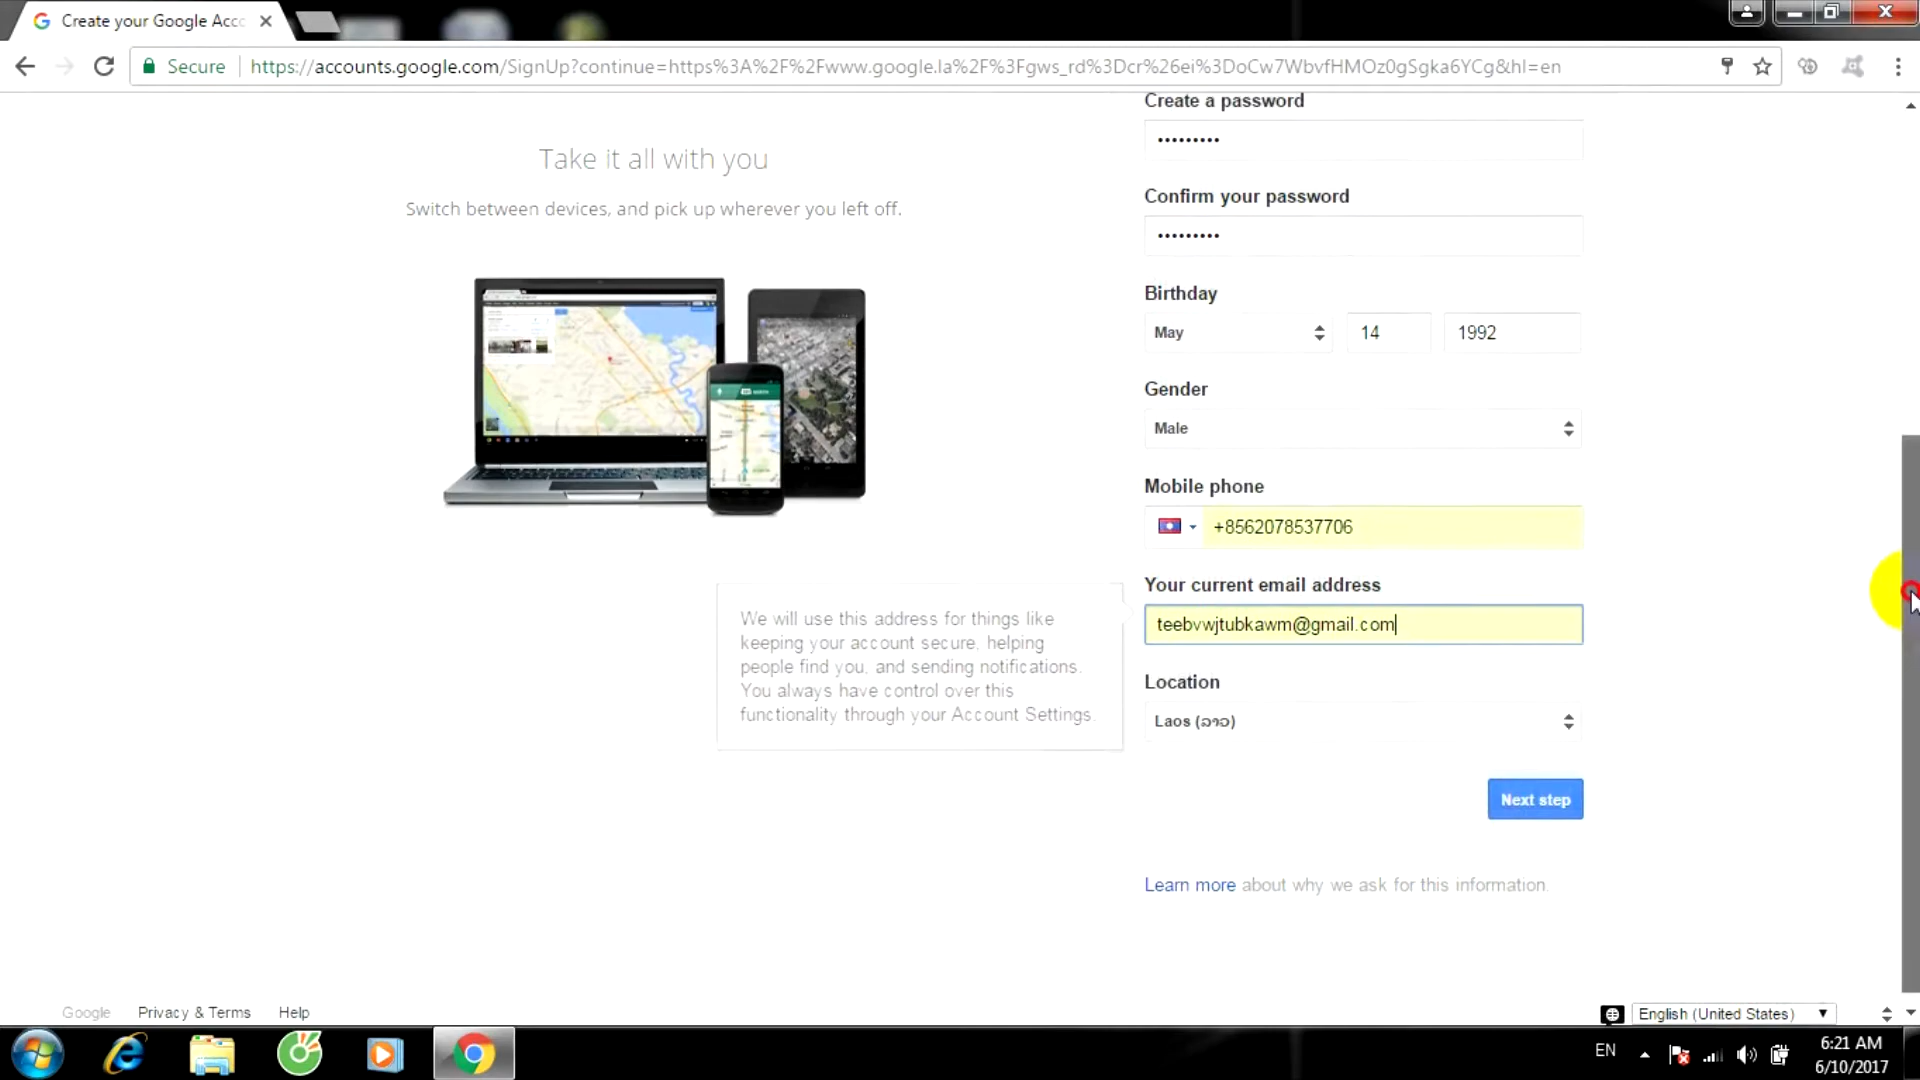 Create your Google Acc
Secure
https://accounts.google.com/SignUp?continue=https%3A%2F%2Fwww.google.la%2F%3Fgws_rd%3Dcr%26ei%3DoCw7WbvfHMOz0gSgka6YCg&hl=en
Create a password
•••••••••
Take it all with you
Confirm your password
Switch between devices, and pick up wherever you left off.
•••••••••
Birthday
May 14 1992
Gender
Male
Mobile phone
+8562078537706
Your current email address
teebvwjtubkawm@gmail.com
We will use this address for things like
keeping your account secure, helping
people find you, and sending notifications.
You always have control over this
functionality through your Account Settings.
Location
Laos (ລາວ)
Next step
Learn more about why we ask for this information.
Google Privacy & Terms Help
English (United States)
EN
6:21 AM
6/10/2017